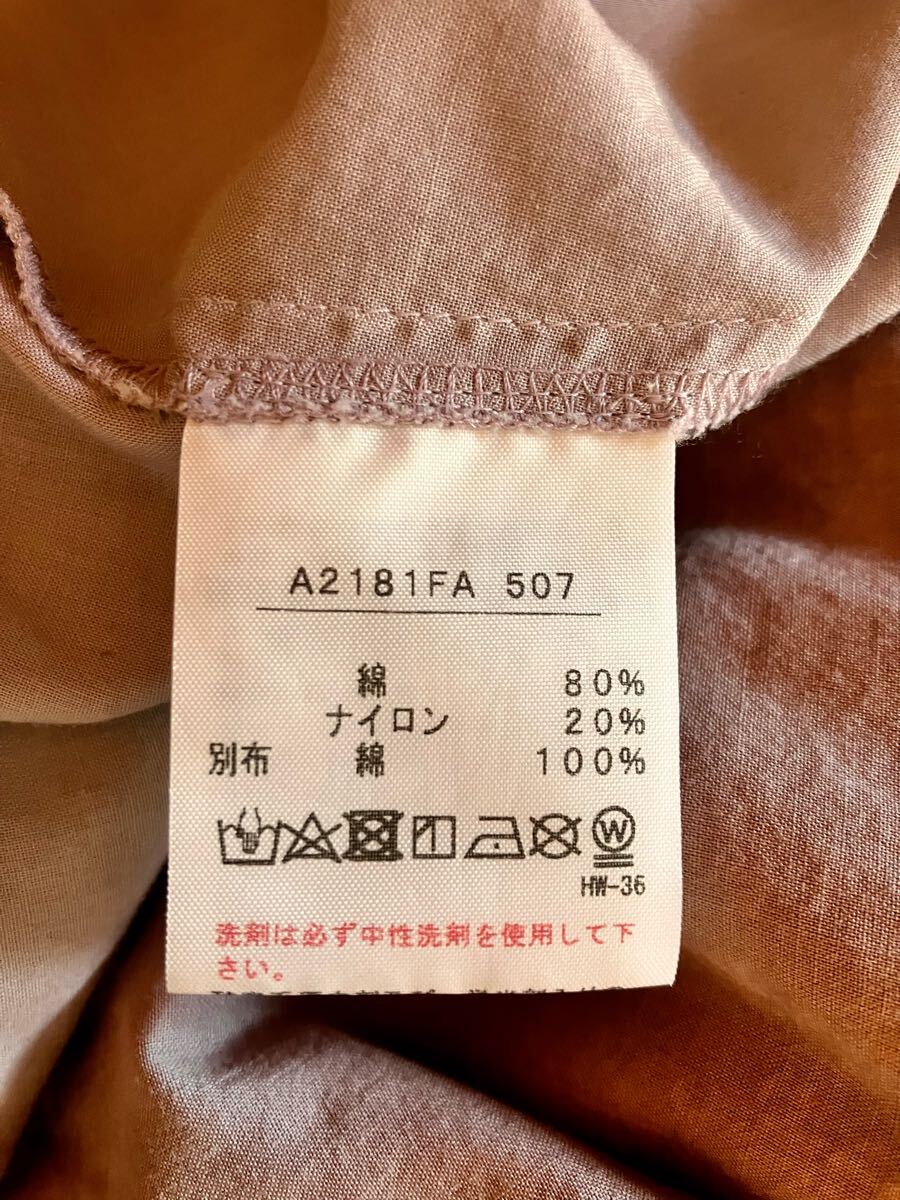 A2181FA 507
綿 80%
ナイロン 20%
別布 綿 100%
W
HW-36
洗剤は必ず中性洗剤を使用して下
さい。